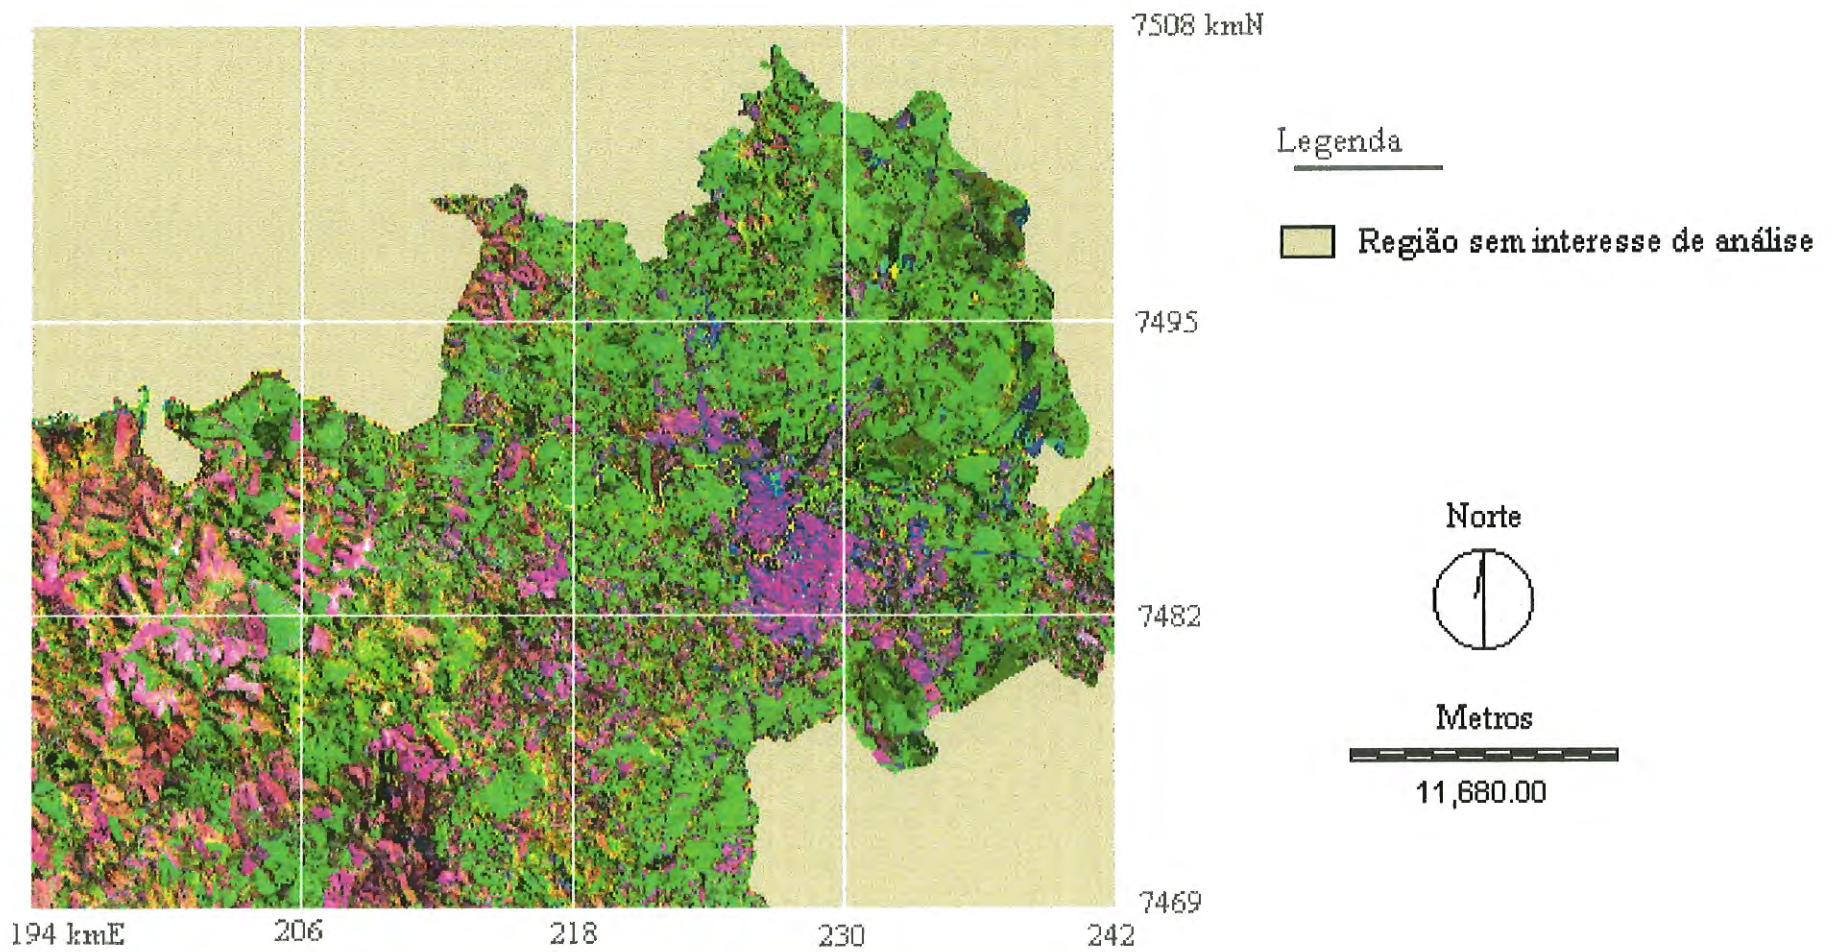 7508 kmN
Legenda
Região sem interesse de análise
7495
Norte
7482
Metros
11,680.00
7469
194 kmE
206
218
230
242